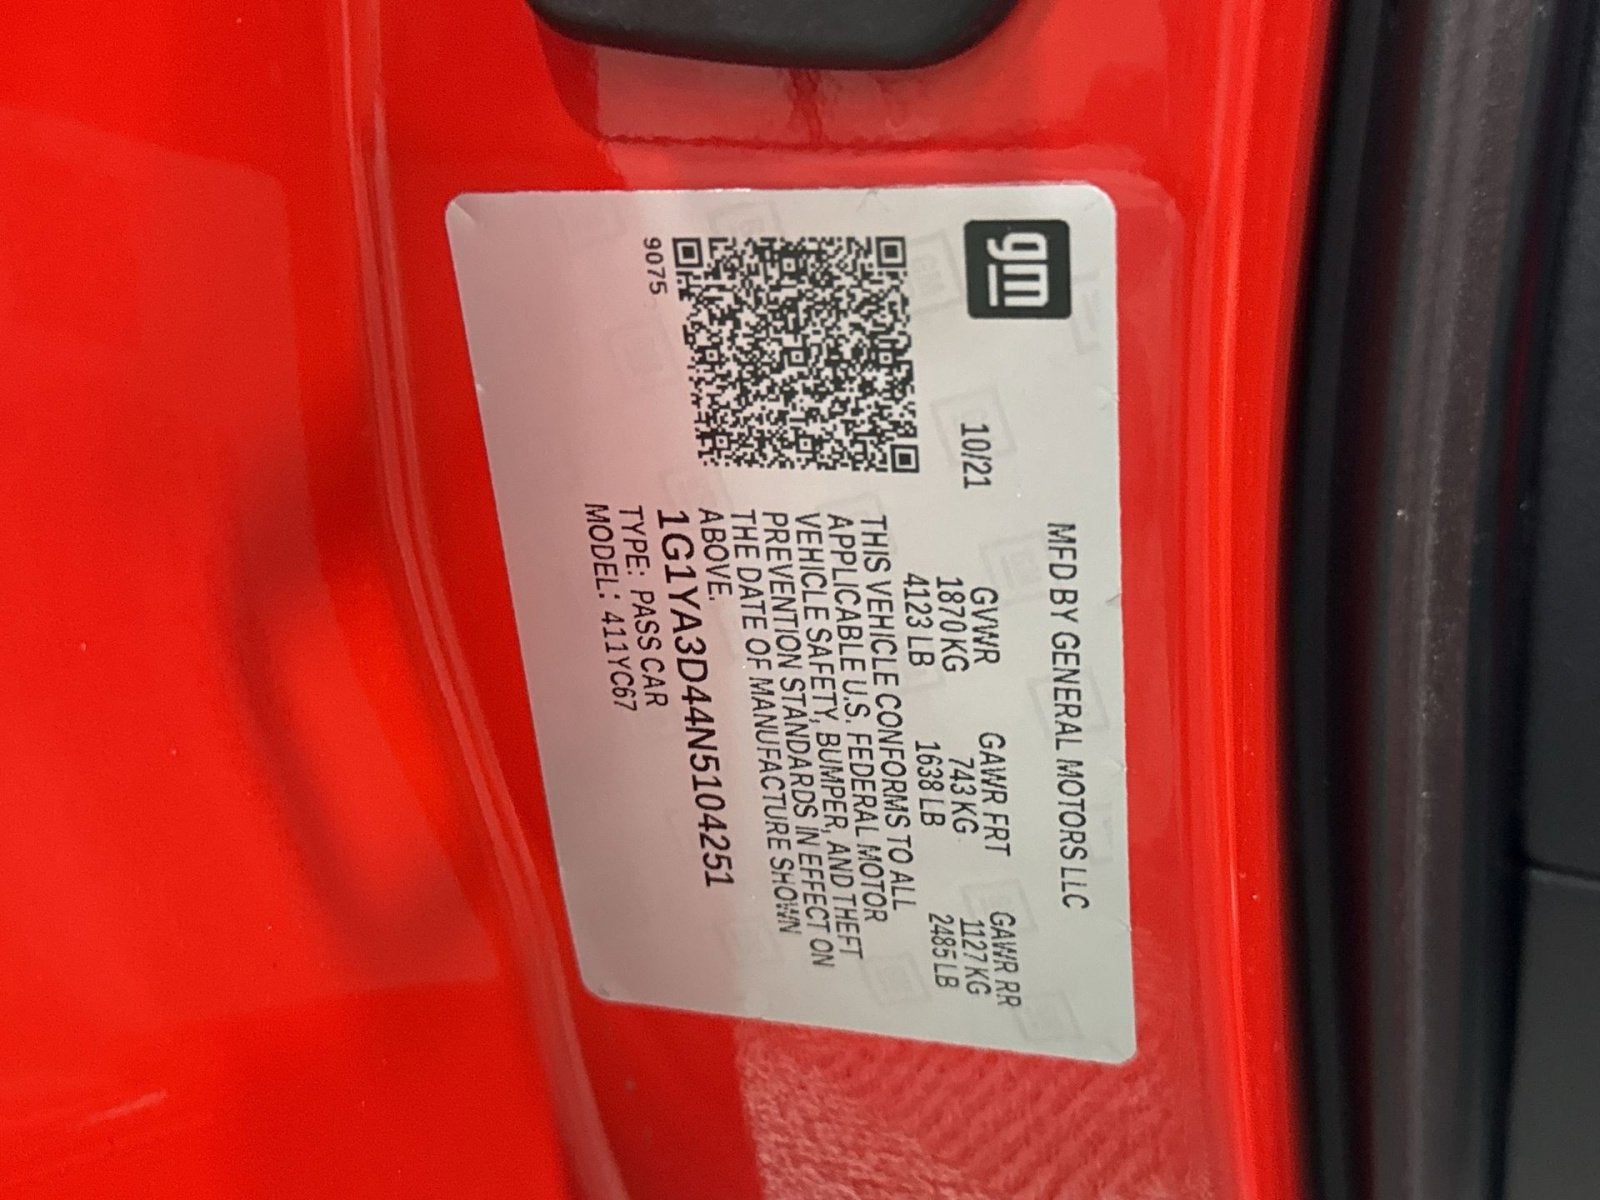 gm
MFD BY GENERAL MOTORS LLC
10/21
GVWR GAWR FRT GAWR RR
1870 KG 743 KG 1127 KG
4123 LB 1638 LB 2485 LB
THIS VEHICLE CONFORMS TO ALL
APPLICABLE U.S. FEDERAL MOTOR
VEHICLE SAFETY, BUMPER, AND THEFT
PREVENTION STANDARDS IN EFFECT ON
THE DATE OF MANUFACTURE SHOWN
ABOVE.
1G1YA3D44N5104251
TYPE: PASS CAR
MODEL: 411YC67
9075